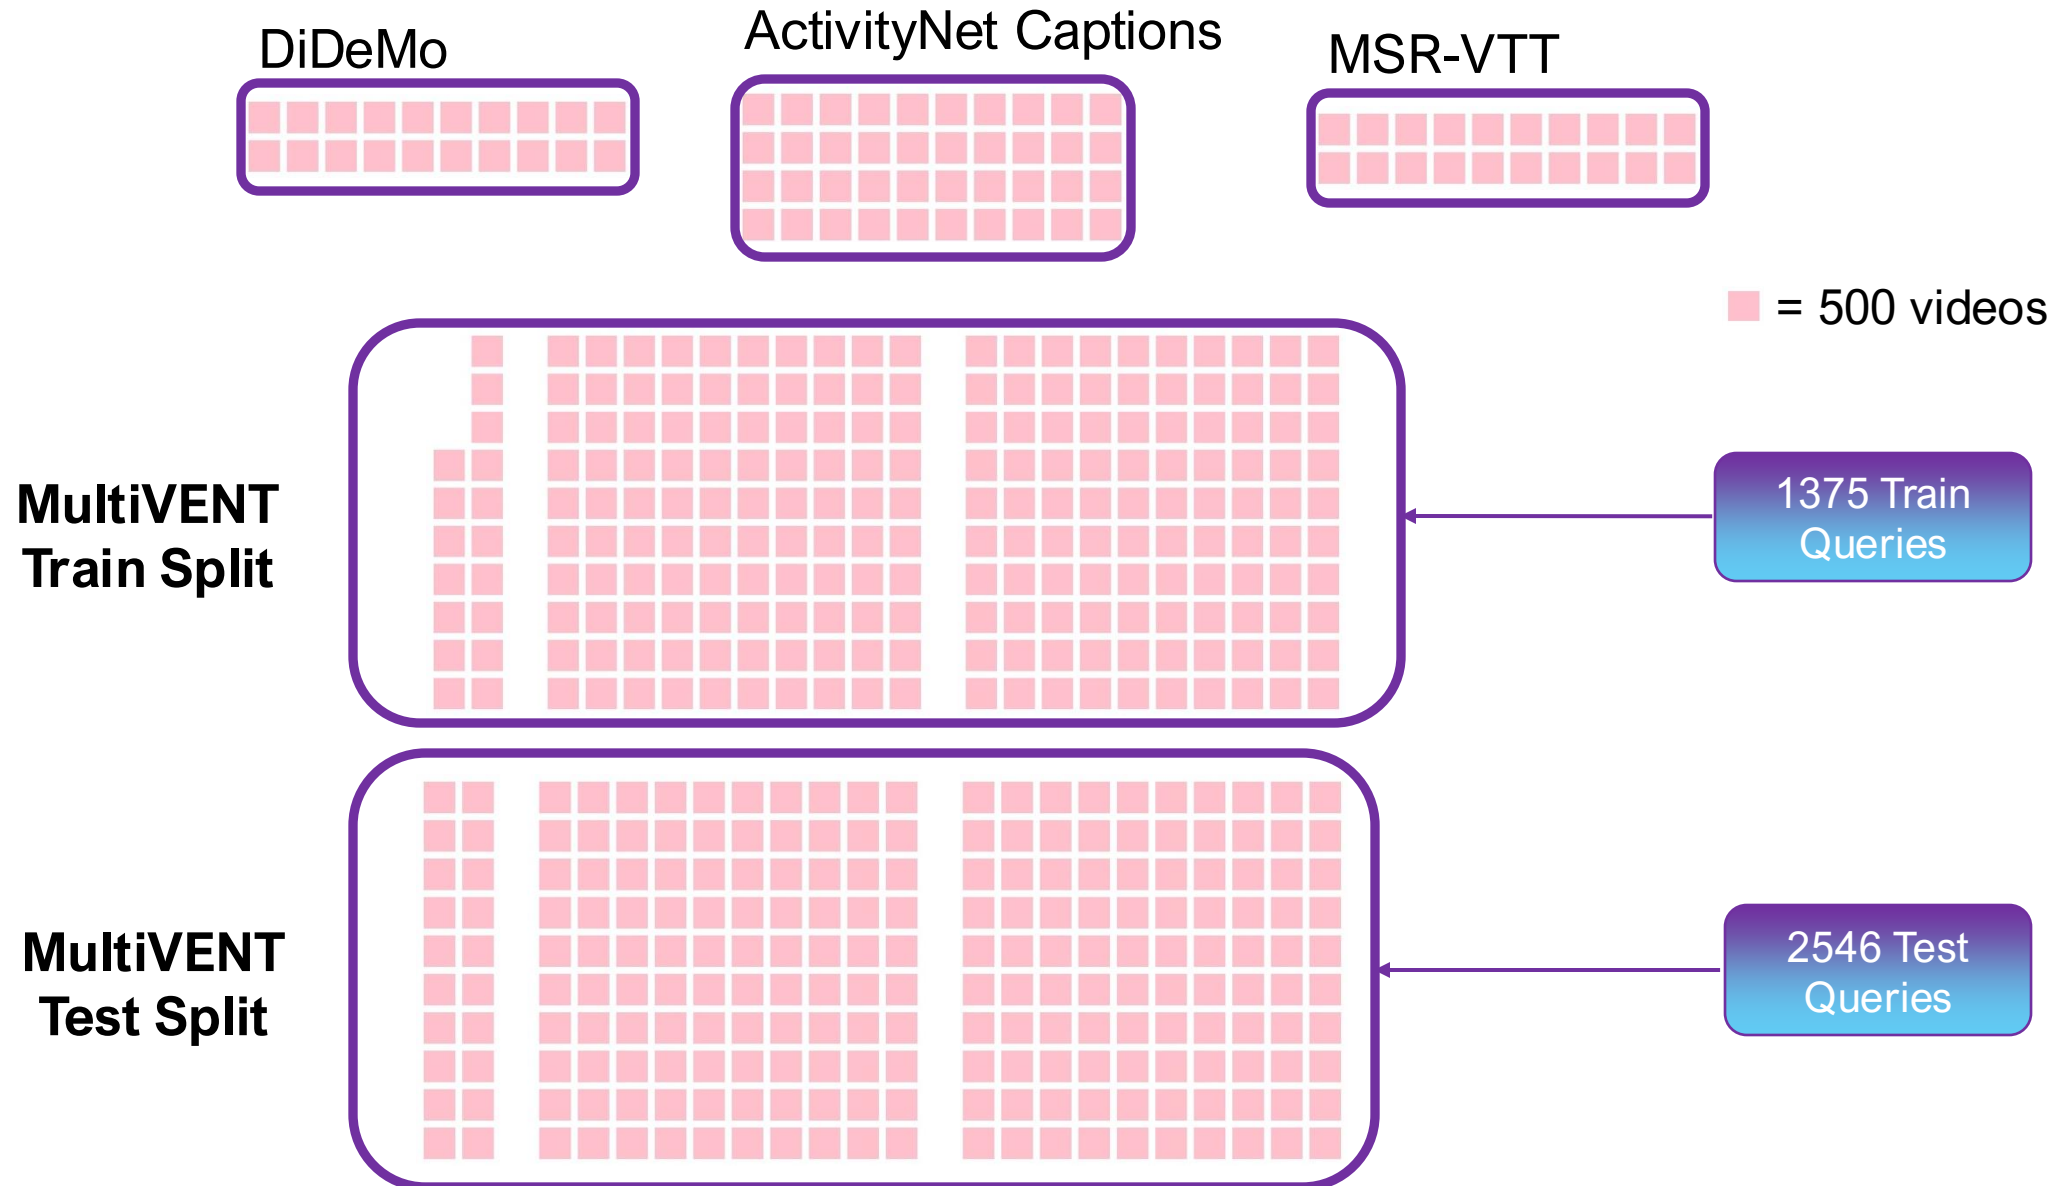 DiDeMo
ActivityNet Captions
MSR-VTT
= 500 videos
MultiVENT
Train Split
1375 Train
Queries
MultiVENT
Test Split
2546 Test
Queries